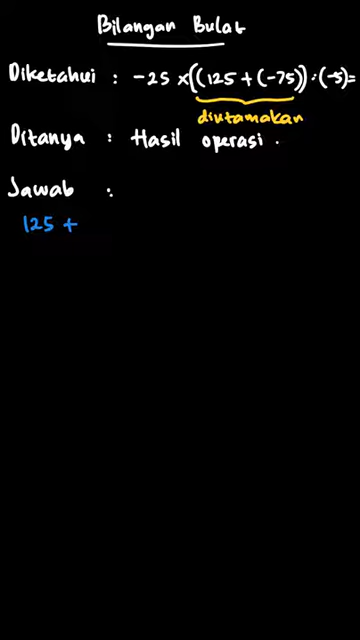 Bilangan Bulat
Diketahui : -25 × ((125 + (-75)) : (-5) =
diutamakan
Ditanya : Hasil operasi.
Jawab :
125 +